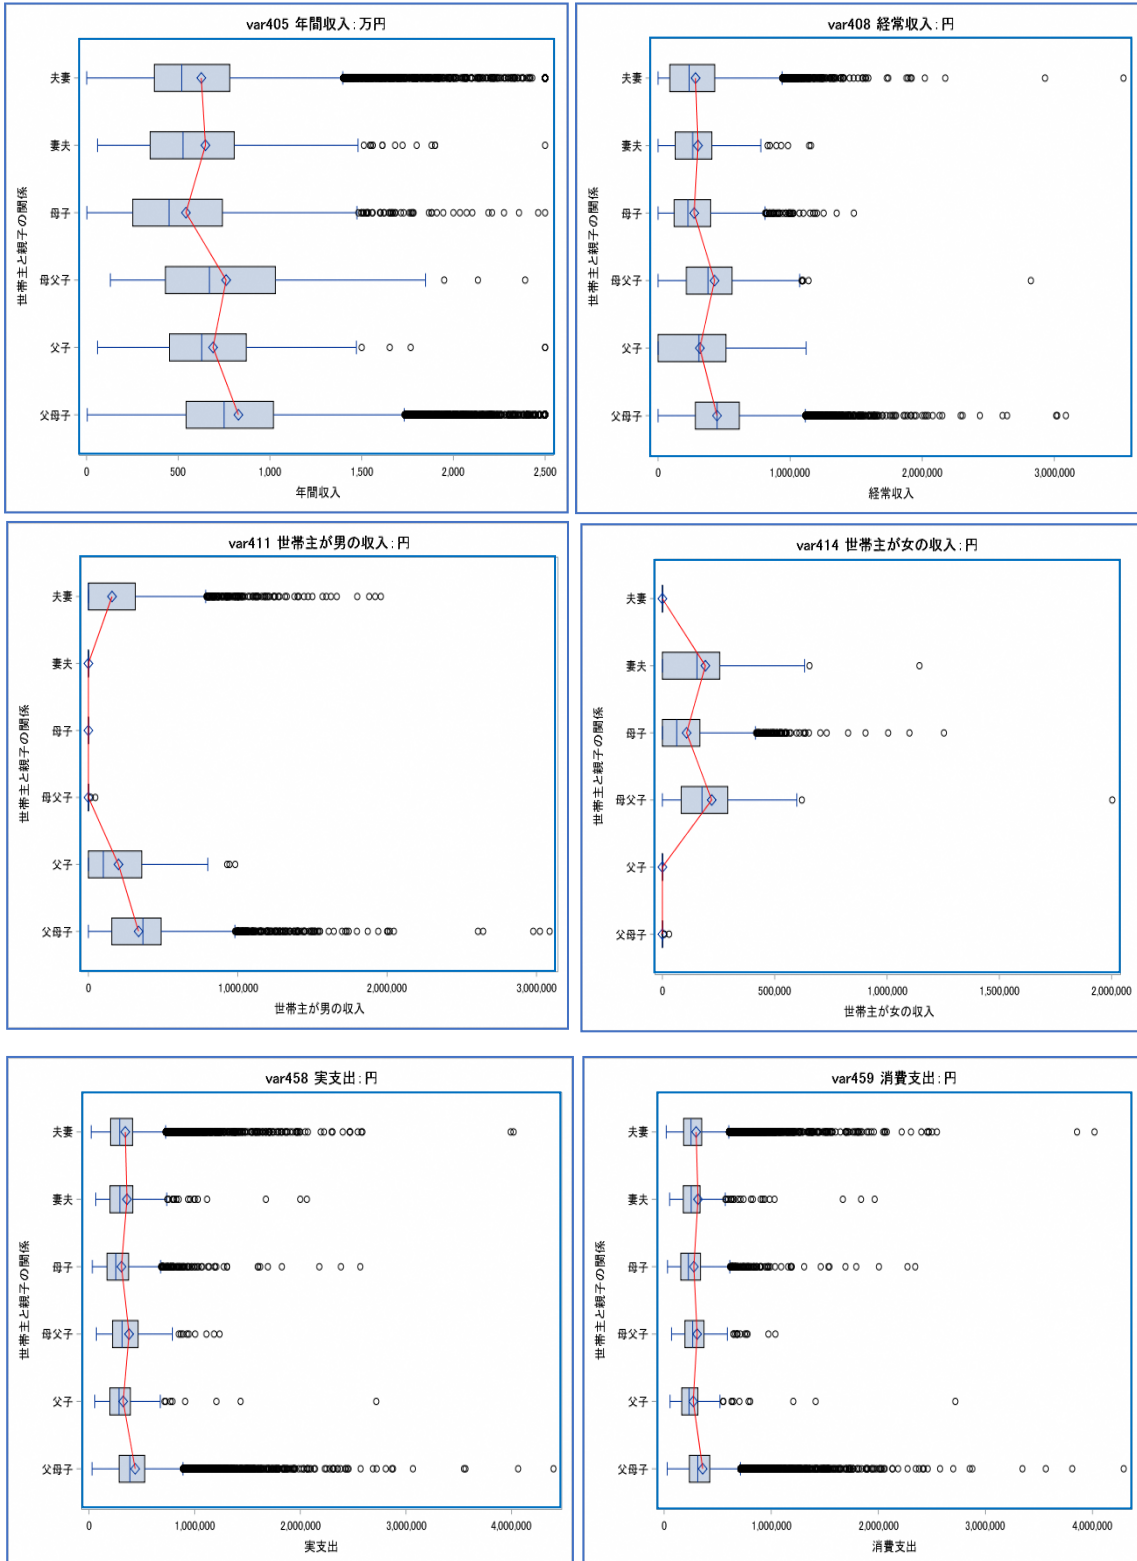 var405 年間収入：万円
世帯主と親子の関係
夫妻
妻夫
母子
母父子
父子
父母子
0 500 1,000 1,500 2,000 2,500
年間収入
var408 経常収入：円
世帯主と親子の関係
夫妻
妻夫
母子
母父子
父子
父母子
0 1,000,000 2,000,000 3,000,000
経常収入
var411 世帯主が男の収入：円
世帯主と親子の関係
夫妻
妻夫
母子
母父子
父子
父母子
0 1,000,000 2,000,000 3,000,000
世帯主が男の収入
var414 世帯主が女の収入：円
世帯主と親子の関係
夫妻
妻夫
母子
母父子
父子
父母子
0 500,000 1,000,000 1,500,000 2,000,000
世帯主が女の収入
var458 実支出：円
世帯主と親子の関係
夫妻
妻夫
母子
母父子
父子
父母子
0 1,000,000 2,000,000 3,000,000 4,000,000
実支出
var459 消費支出：円
世帯主と親子の関係
夫妻
妻夫
母子
母父子
父子
父母子
0 1,000,000 2,000,000 3,000,000 4,000,000
消費支出